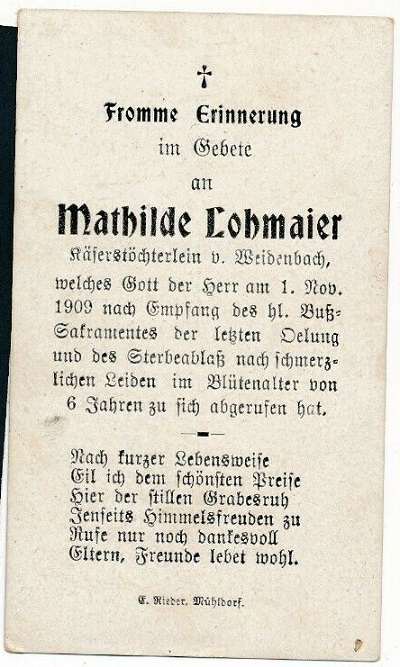 Fromme Erinnerung
im Gebete
an
Mathilde Lohmaier
Käserstöchterlein v. Weidenbach,
welches Gott der Herr am 1. Nov.
1909 nach Empfang des hl. Buß-
Sakramentes der letzten Oelung
und des Sterbeablaß nach schmerz-
lichen Leiden im Blütenalter von
6 Jahren zu sich abgerufen hat.
Nach kurzer Lebensweise
Eil ich dem schönsten Preise
Hier der stillen Grabesruh
Jenseits Himmelsfreuden zu
Rufe nur noch dankesvoll
Eltern, Freunde lebet wohl.
E. Rieder, Mühldorf.